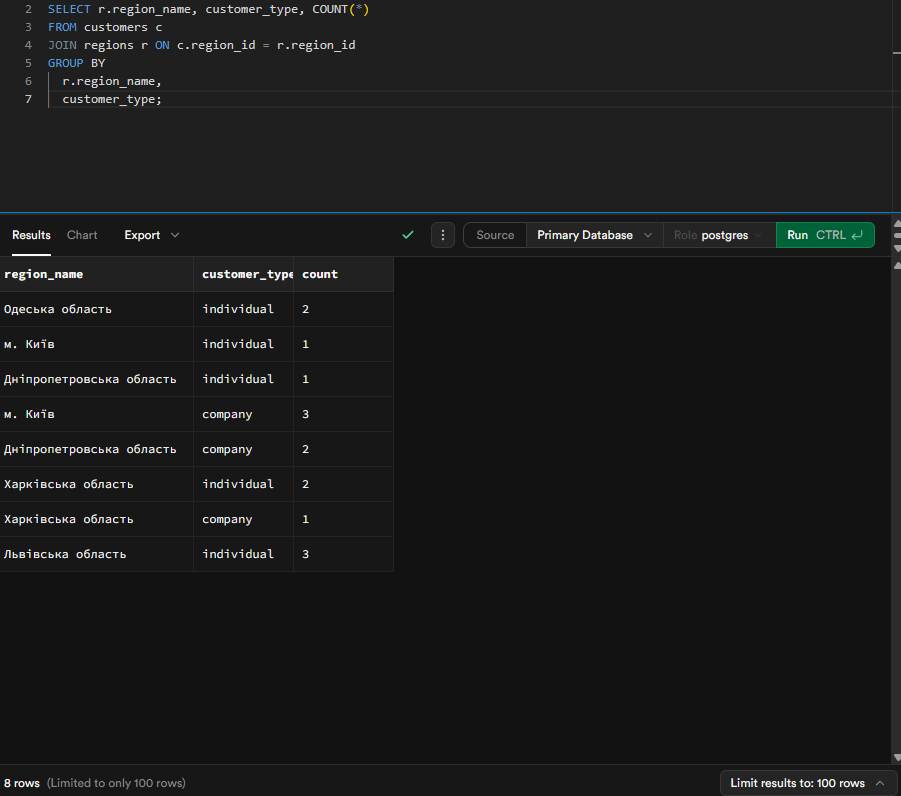 2 SELECT r.region_name, customer_type, COUNT(*)
3 FROM customers c
4 JOIN regions r ON c.region_id = r.region_id
5 GROUP BY
6 r.region_name,
7 customer_type;
Results Chart Export Source Primary Database Role postgres Run CTRL ↵
region_name customer_type count
Одеська область individual 2
м. Київ individual 1
Дніпропетровська область individual 1
м. Київ company 3
Дніпропетровська область company 2
Харківська область individual 2
Харківська область company 1
Львівська область individual 3
8 rows (Limited to only 100 rows) Limit results to: 100 rows